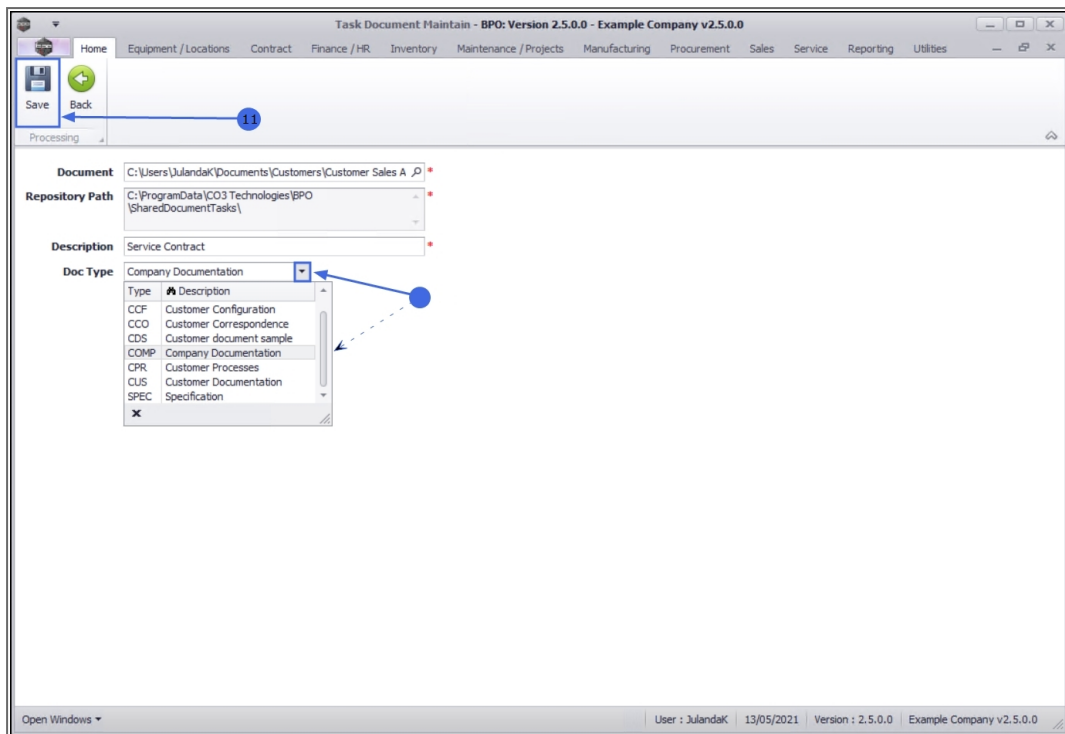 Task Document Maintain - BPO: Version 2.5.0.0 - Example Company v2.5.0.0
Home Equipment / Locations Contract Finance / HR Inventory Maintenance / Projects Manufacturing Procurement Sales Service Reporting Utilities
Save Back
11
Processing
Document C:\Users\JulandaK\Documents\Customers\Customer Sales A *
Repository Path C:\ProgramData\CO3 Technologies\BPO *
\SharedDocumentTasks\
Description Service Contract *
Doc Type Company Documentation
Type Description
CCF Customer Configuration
CCO Customer Correspondence
CDS Customer document sample
COMP Company Documentation
CPR Customer Processes
CUS Customer Documentation
SPEC Specification
Open Windows User : JulandaK 13/05/2021 Version : 2.5.0.0 Example Company v2.5.0.0